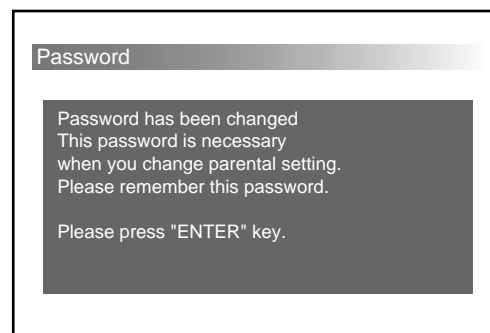 Password
Password has been changed
This password is necessary
when you change parental setting.
Please remember this password.
Please press "ENTER" key.